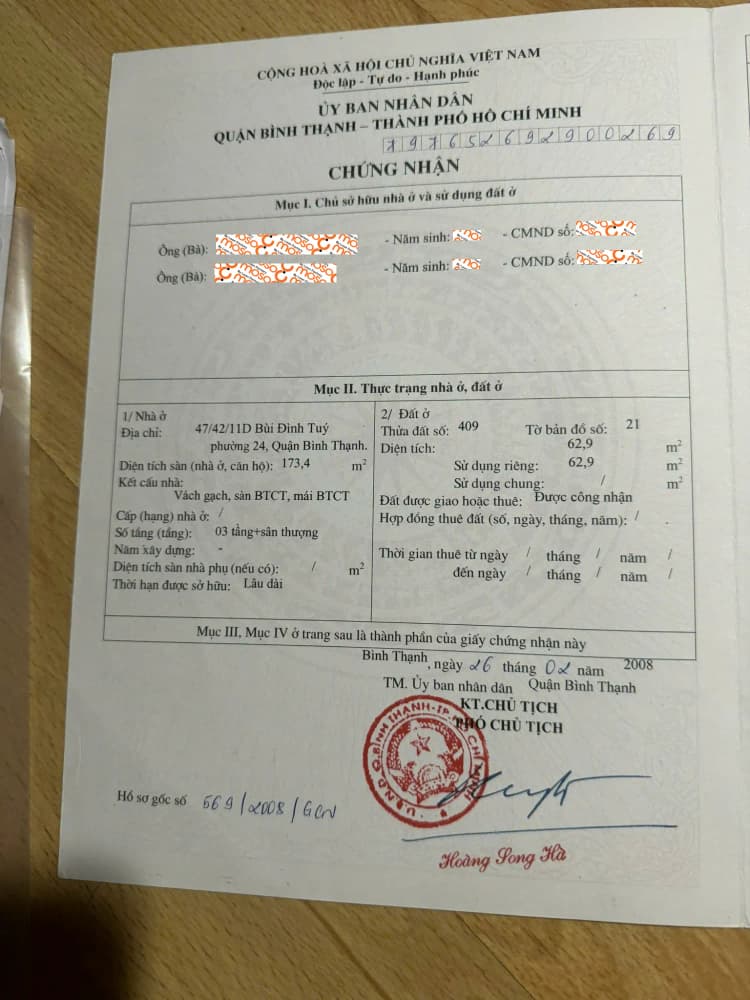 CỘNG HOÀ XÃ HỘI CHỦ NGHĨA VIỆT NAM
Độc lập - Tự do - Hạnh phúc
ỦY BAN NHÂN DÂN
QUẬN BÌNH THẠNH – THÀNH PHỐ HỒ CHÍ MINH
CHỨNG NHẬN
Mục I. Chủ sở hữu nhà ở và sử dụng đất ở
Ông (Bà): - Năm sinh: - CMND số:
Ông (Bà): - Năm sinh: - CMND số:
Mục II. Thực trạng nhà ở, đất ở
1/ Nhà ở
Địa chỉ: 47/42/11D Bùi Đình Tuý
phường 24, Quận Bình Thạnh.
Diện tích sàn (nhà ở, căn hộ): 173,4 m²
Kết cấu nhà:
Vách gạch, sàn BTCT, mái BTCT
Cấp (hạng) nhà ở: /
Số tầng (tầng): 03 tầng+sân thượng
Năm xây dựng: -
Diện tích sàn nhà phụ (nếu có): / m²
Thời hạn được sở hữu: Lâu dài
2/ Đất ở
Thửa đất số: 409 Tờ bản đồ số: 21
Diện tích: 62,9 m²
Sử dụng riêng: 62,9 m²
Sử dụng chung: / m²
Đất được giao hoặc thuê: Được công nhận
Hợp đồng thuê đất (số, ngày, tháng, năm): / .
Thời gian thuê từ ngày / tháng / năm /
đến ngày / tháng / năm /
Mục III, Mục IV ở trang sau là thành phần của giấy chứng nhận này
Bình Thạnh, ngày 26 tháng 02 năm 2008
TM. Ủy ban nhân dân Quận Bình Thạnh
KT.CHỦ TỊCH
PHÓ CHỦ TỊCH
Hồ sơ gốc số 569/2008/GCN
Hoàng Song Hà